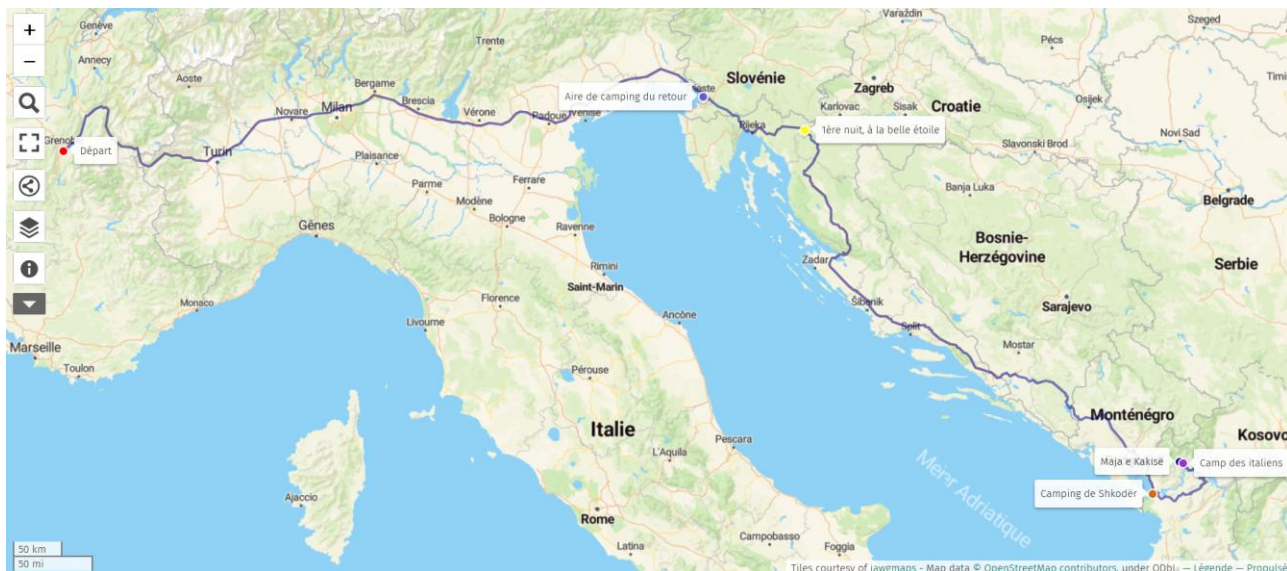 Genève
Annecy
Aoste
Grenob
Départ
Turin
Novare
Milan
Bergame
Brescia
Trente
Vérone
Padoue
Venise
Plaisance
Parme
Modène
Bologne
Ferrare
Ravenne
Rimini
Saint-Marin
Gênes
Monaco
Marseille
Toulon
Livourne
Florence
Ancône
Pérouse
Italie
L'Aquila
Pescara
Ajaccio
Rome
Latina
Campobasso
Foggia
Aire de camping du retour
Slovénie
Rijeka
1ère nuit, à la belle étoile
Varaždin
Zagreb
Karlovac
Sisak
Croatie
Pécs
Osijek
Szeged
Slavonski Brod
Novi Sad
Banja Luka
Belgrade
Bosnie-
Herzégovine
Serbie
Sarajevo
Zadar
Šibenik
Split
Mostar
Monténégro
Kosovo
Maja e Kakisë
Camp des italiens
Camping de Shkodër
Mer Adriatique
50 km
50 mi
Tiles courtesy of jawgmaps - Map data © OpenStreetMap contributors, under ODbL — Légende — Propuls